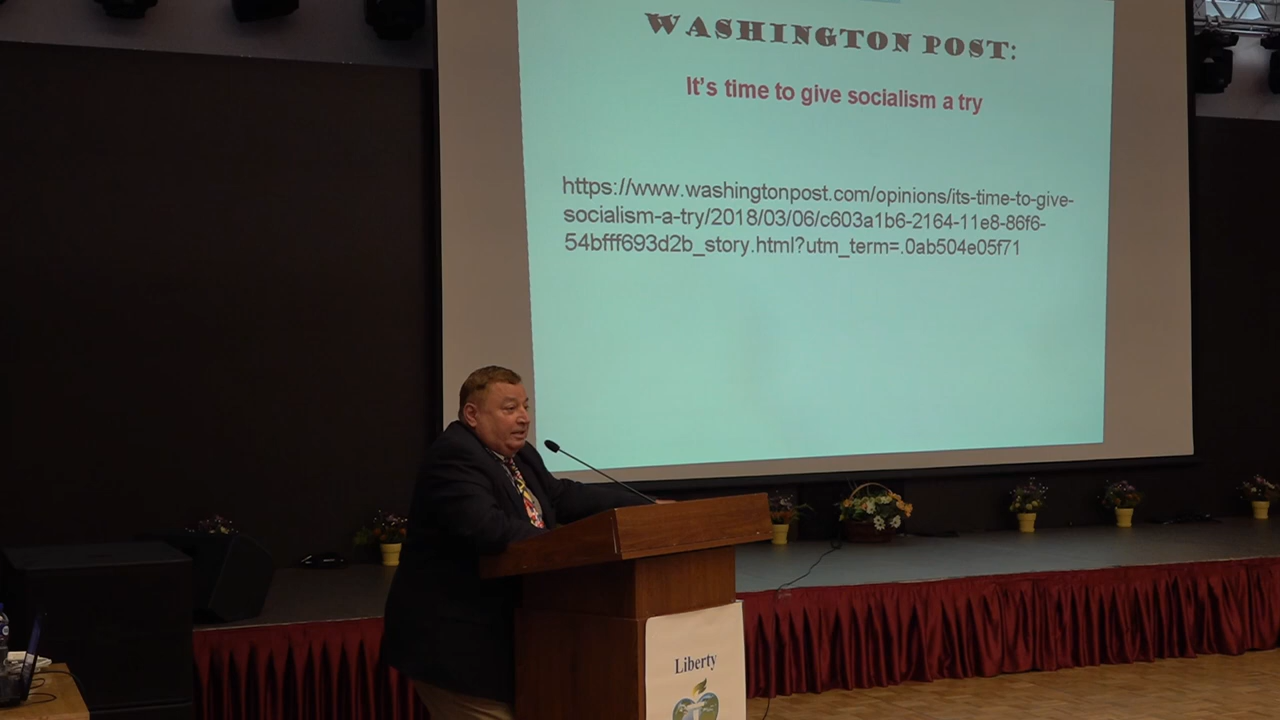 WASHINGTON POST:
It's time to give socialism a try
https://www.washingtonpost.com/opinions/its-time-to-give-
socialism-a-try/2018/03/06/c603a1b6-2164-11e8-86f6-
54bfff693d2b_story.html?utm_term=.0ab504e05f71
Liberty